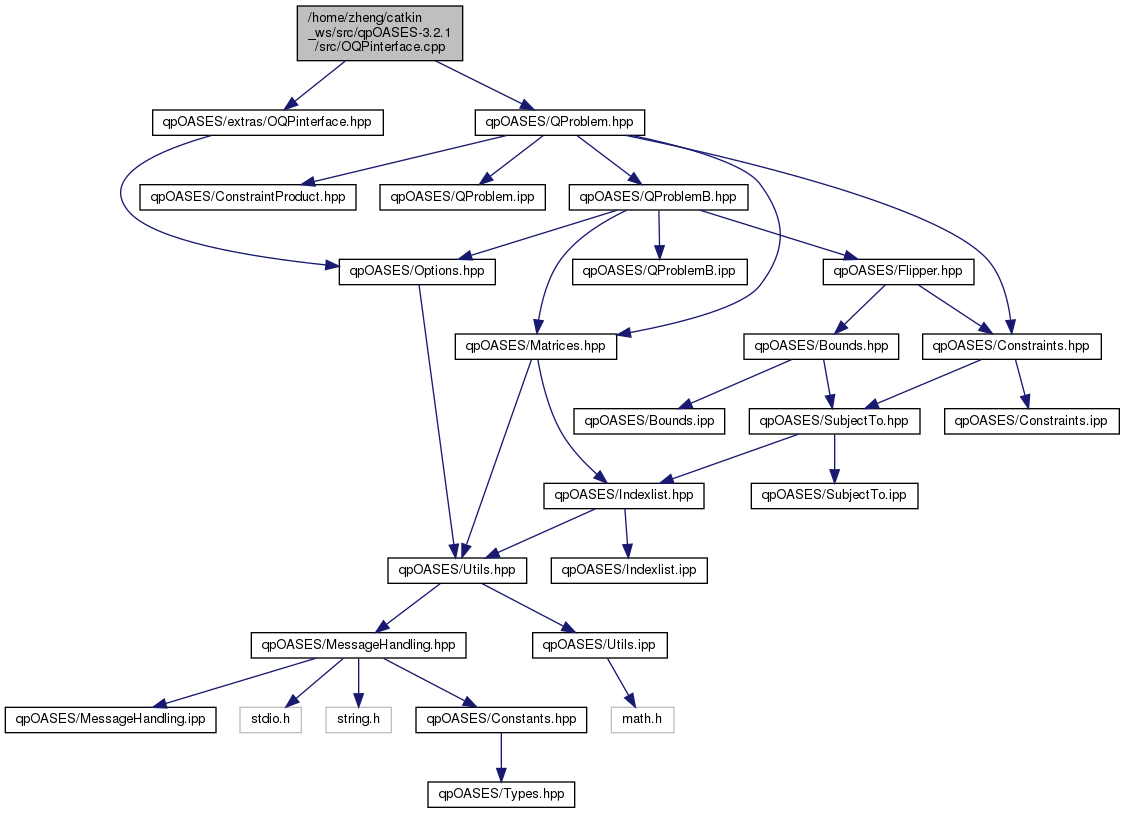 /home/zheng/catkin
_ws/src/qpOASES-3.2.1
/src/OQPinterface.cpp
qpOASES/extras/OQPinterface.hpp
qpOASES/QProblem.hpp
qpOASES/ConstraintProduct.hpp
qpOASES/QProblem.ipp
qpOASES/QProblemB.hpp
qpOASES/Options.hpp
qpOASES/QProblemB.ipp
qpOASES/Flipper.hpp
qpOASES/Matrices.hpp
qpOASES/Bounds.hpp
qpOASES/Constraints.hpp
qpOASES/Bounds.ipp
qpOASES/SubjectTo.hpp
qpOASES/Constraints.ipp
qpOASES/Indexlist.hpp
qpOASES/SubjectTo.ipp
qpOASES/Utils.hpp
qpOASES/Indexlist.ipp
qpOASES/MessageHandling.hpp
qpOASES/Utils.ipp
qpOASES/MessageHandling.ipp
stdio.h
string.h
qpOASES/Constants.hpp
math.h
qpOASES/Types.hpp